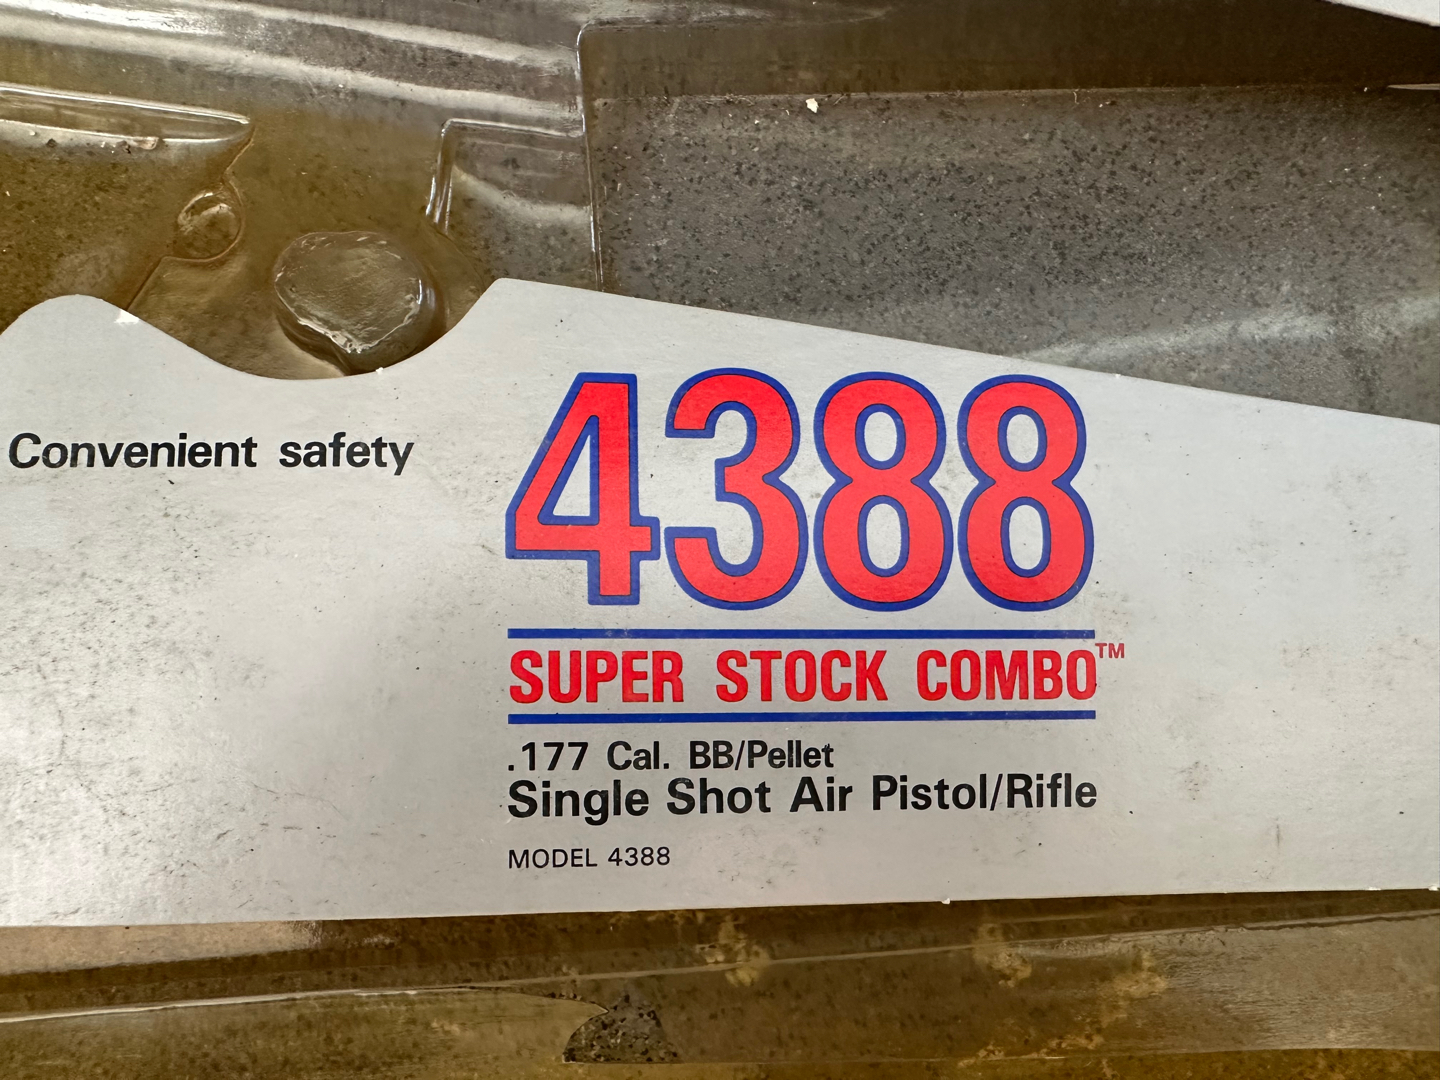 Convenient safety
4388
SUPER STOCK COMBO™
.177 Cal. BB/Pellet
Single Shot Air Pistol/Rifle
MODEL 4388